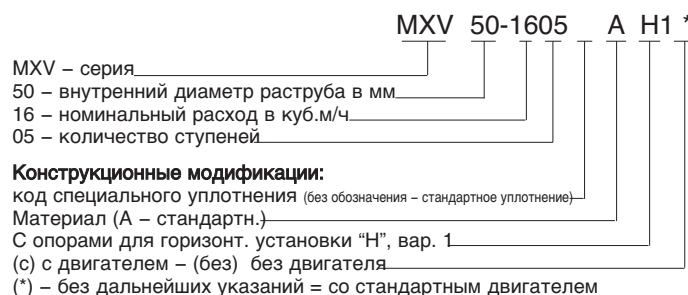 MXV 50-1605 _ A H1 *
MXV – серия
50 – внутренний диаметр раструба в мм
16 – номинальный расход в куб.м/ч
05 – количество ступеней
Конструкционные модификации:
код специального уплотнения (без обозначения – стандартное уплотнение)
Материал (А – стандартн.)
С опорами для горизонт. установки “Н”, вар. 1
(с) с двигателем – (без) без двигателя
(*) – без дальнейших указаний = со стандартным двигателем